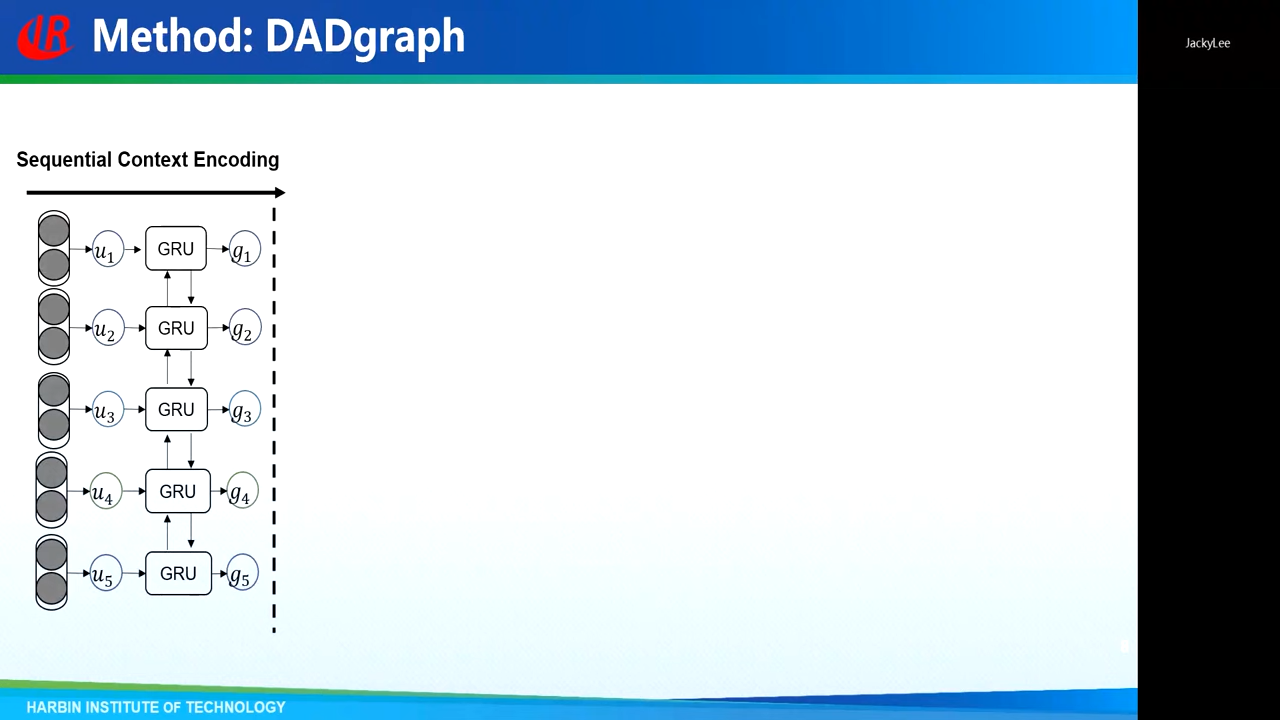 IR Method: DADgraph
JackyLee
Sequential Context Encoding
u1 GRU g1
u2 GRU g2
u3 GRU g3
u4 GRU g4
u5 GRU g5
HARBIN INSTITUTE OF TECHNOLOGY